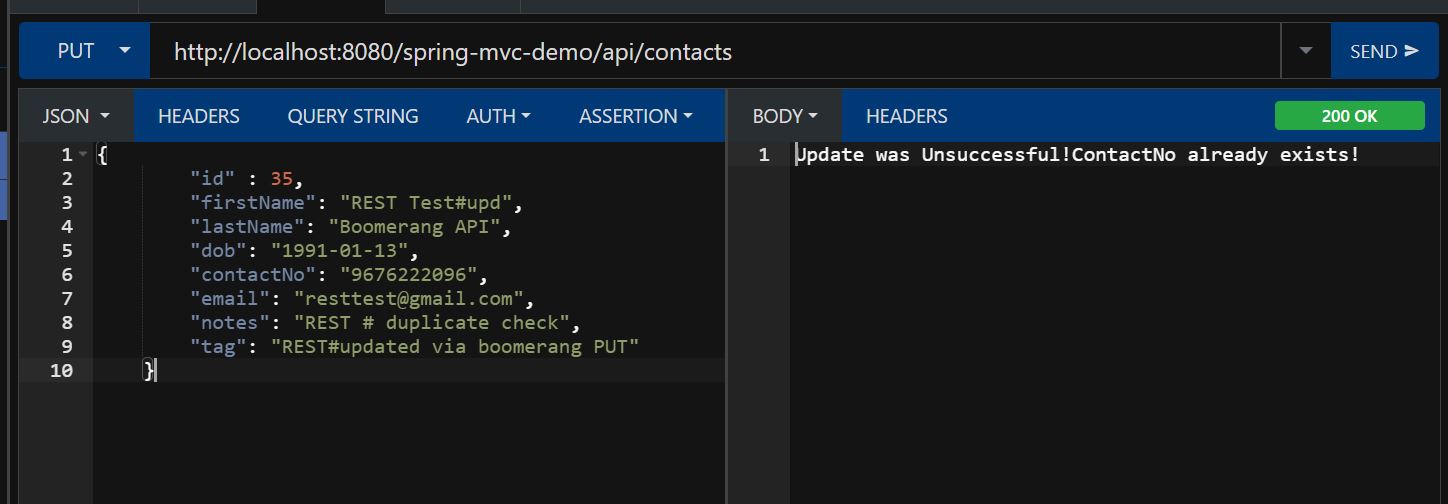 PUT
http://localhost:8080/spring-mvc-demo/api/contacts
SEND
JSON HEADERS QUERY STRING AUTH ASSERTION
BODY HEADERS 200 OK
1 {
2 "id" : 35,
3 "firstName": "REST Test#upd",
4 "lastName": "Boomerang API",
5 "dob": "1991-01-13",
6 "contactNo": "9676222096",
7 "email": "resttest@gmail.com",
8 "notes": "REST # duplicate check",
9 "tag": "REST#updated via boomerang PUT"
10 }
1 Update was Unsuccessful!ContactNo already exists!